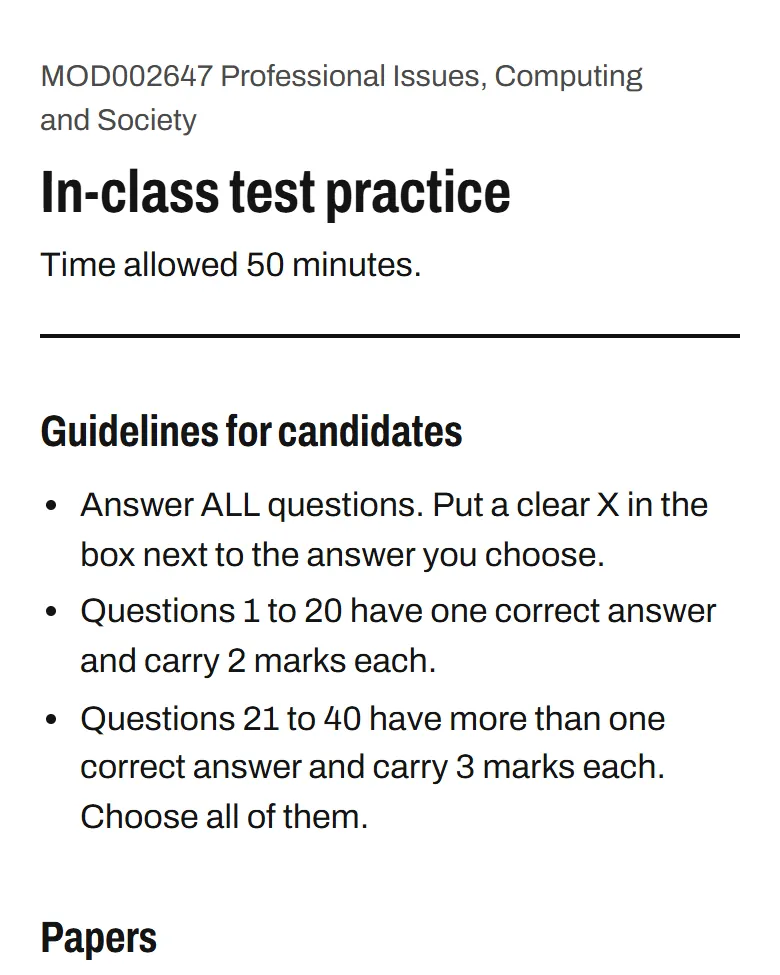 MOD002647 Professional Issues, Computing
and Society
In-class test practice
Time allowed 50 minutes.
Guidelines for candidates
• Answer ALL questions. Put a clear X in the
box next to the answer you choose.
• Questions 1 to 20 have one correct answer
and carry 2 marks each.
• Questions 21 to 40 have more than one
correct answer and carry 3 marks each.
Choose all of them.
Papers